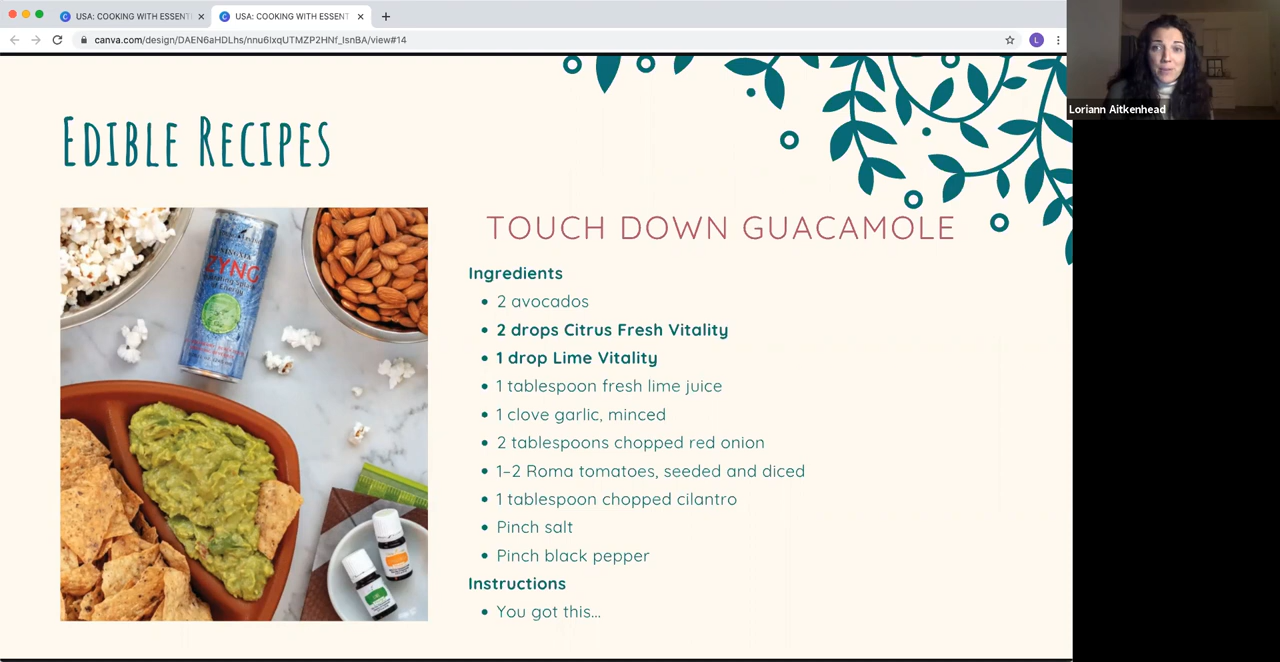 USA: COOKING WITH ESSENT
USA: COOKING WITH ESSENT
canva.com/design/DAEN6aHDLhs/nnu6IxqUTMZP2HNf_IsnBA/view#14
L
Loriann Aitkenhead
EDIBLE RECIPES
ZYNG
TOUCH DOWN GUACAMOLE
Ingredients
• 2 avocados
• 2 drops Citrus Fresh Vitality
• 1 drop Lime Vitality
• 1 tablespoon fresh lime juice
• 1 clove garlic, minced
• 2 tablespoons chopped red onion
• 1–2 Roma tomatoes, seeded and diced
• 1 tablespoon chopped cilantro
• Pinch salt
• Pinch black pepper
Instructions
• You got this...